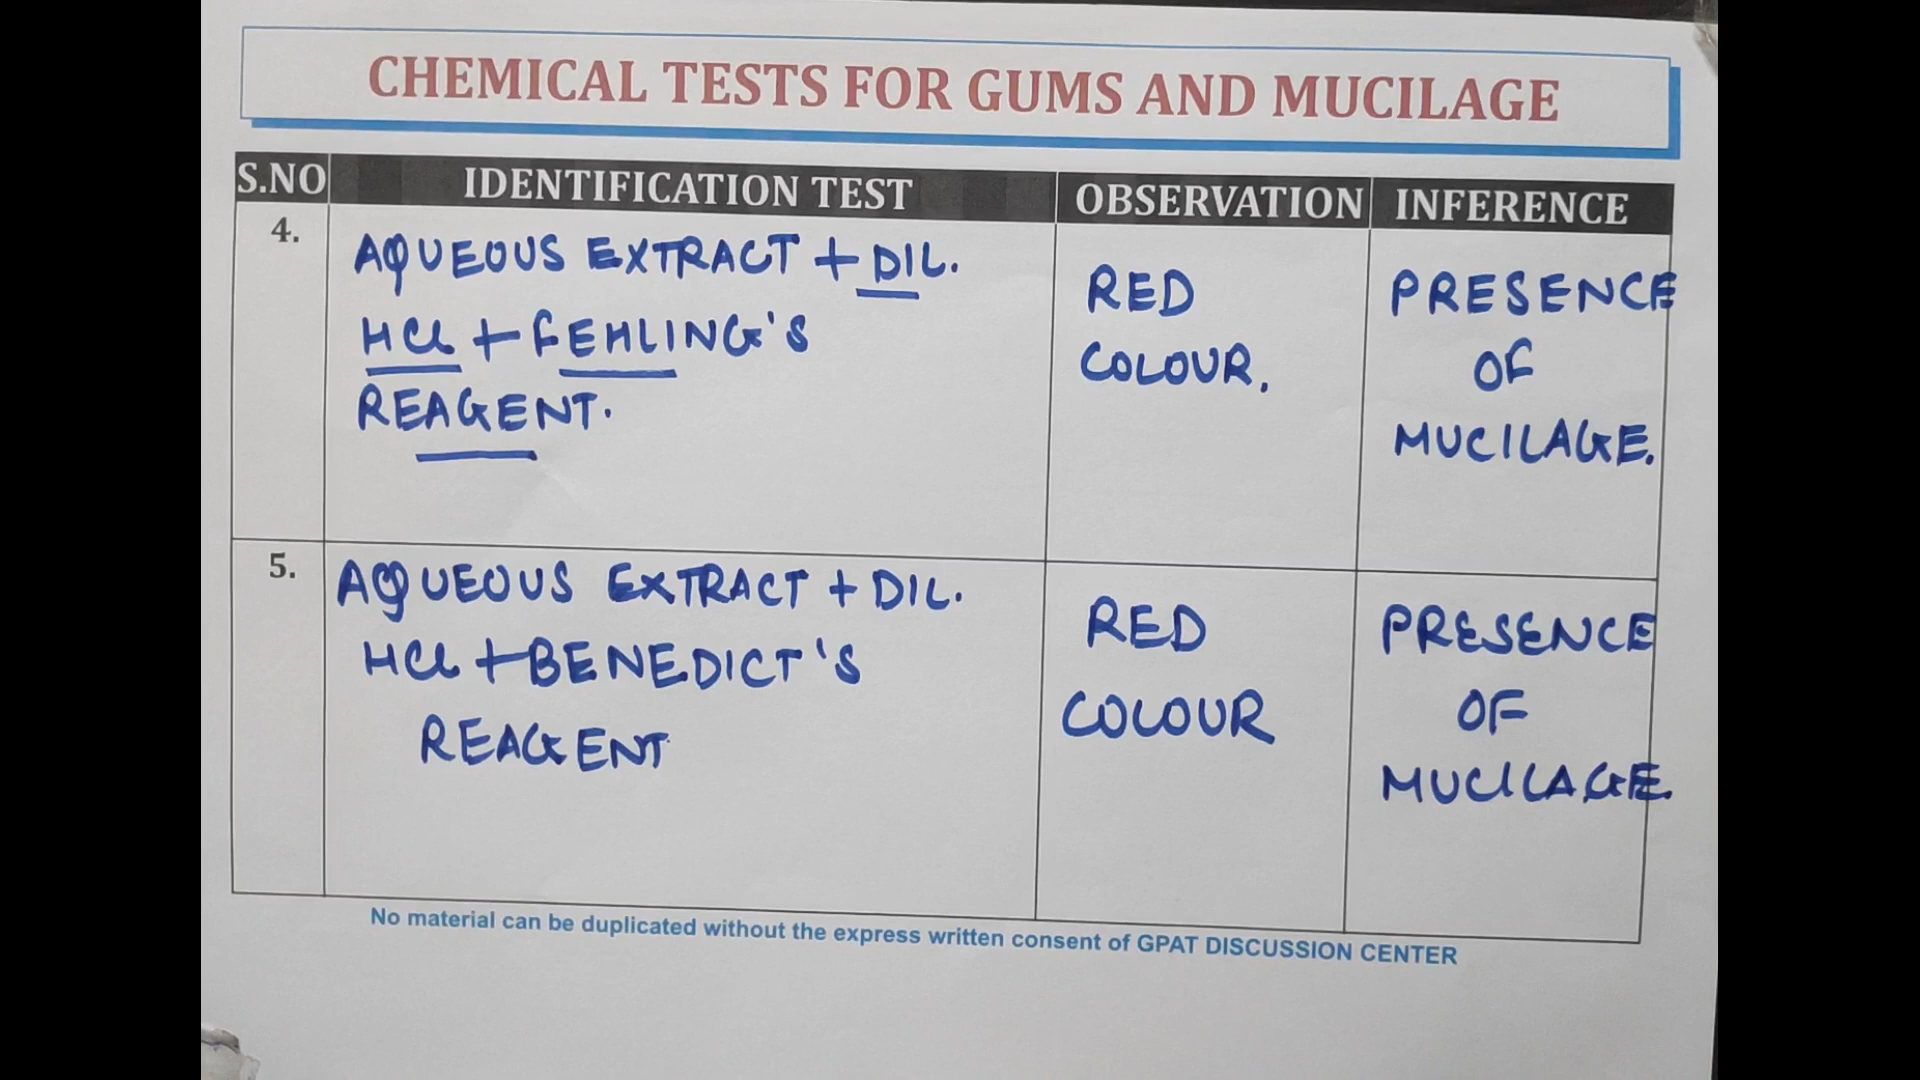 CHEMICAL TESTS FOR GUMS AND MUCILAGE
S.NO IDENTIFICATION TEST OBSERVATION INFERENCE
4.
AQUEOUS EXTRACT + DIL.
HCl + FEHLING'S
REAGENT.
RED
COLOUR.
PRESENCE
OF
MUCILAGE.
5.
AQUEOUS EXTRACT + DIL.
HCl + BENEDICT'S
REAGENT
RED
COLOUR
PRESENCE
OF
MUCILAGE.
No material can be duplicated without the express written consent of GPAT DISCUSSION CENTER